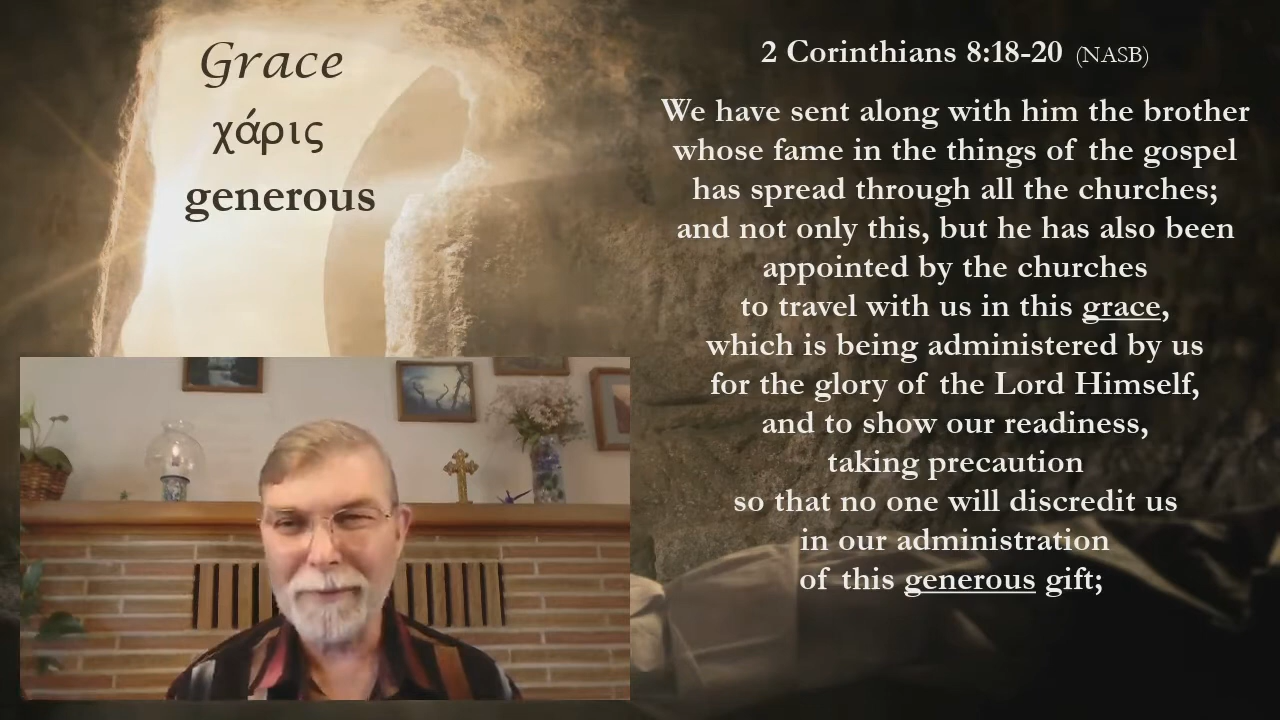 Grace
χάρις
generous
2 Corinthians 8:18-20 (NASB)
We have sent along with him the brother
whose fame in the things of the gospel
has spread through all the churches;
and not only this, but he has also been
appointed by the churches
to travel with us in this grace,
which is being administered by us
for the glory of the Lord Himself,
and to show our readiness,
taking precaution
so that no one will discredit us
in our administration
of this generous gift;